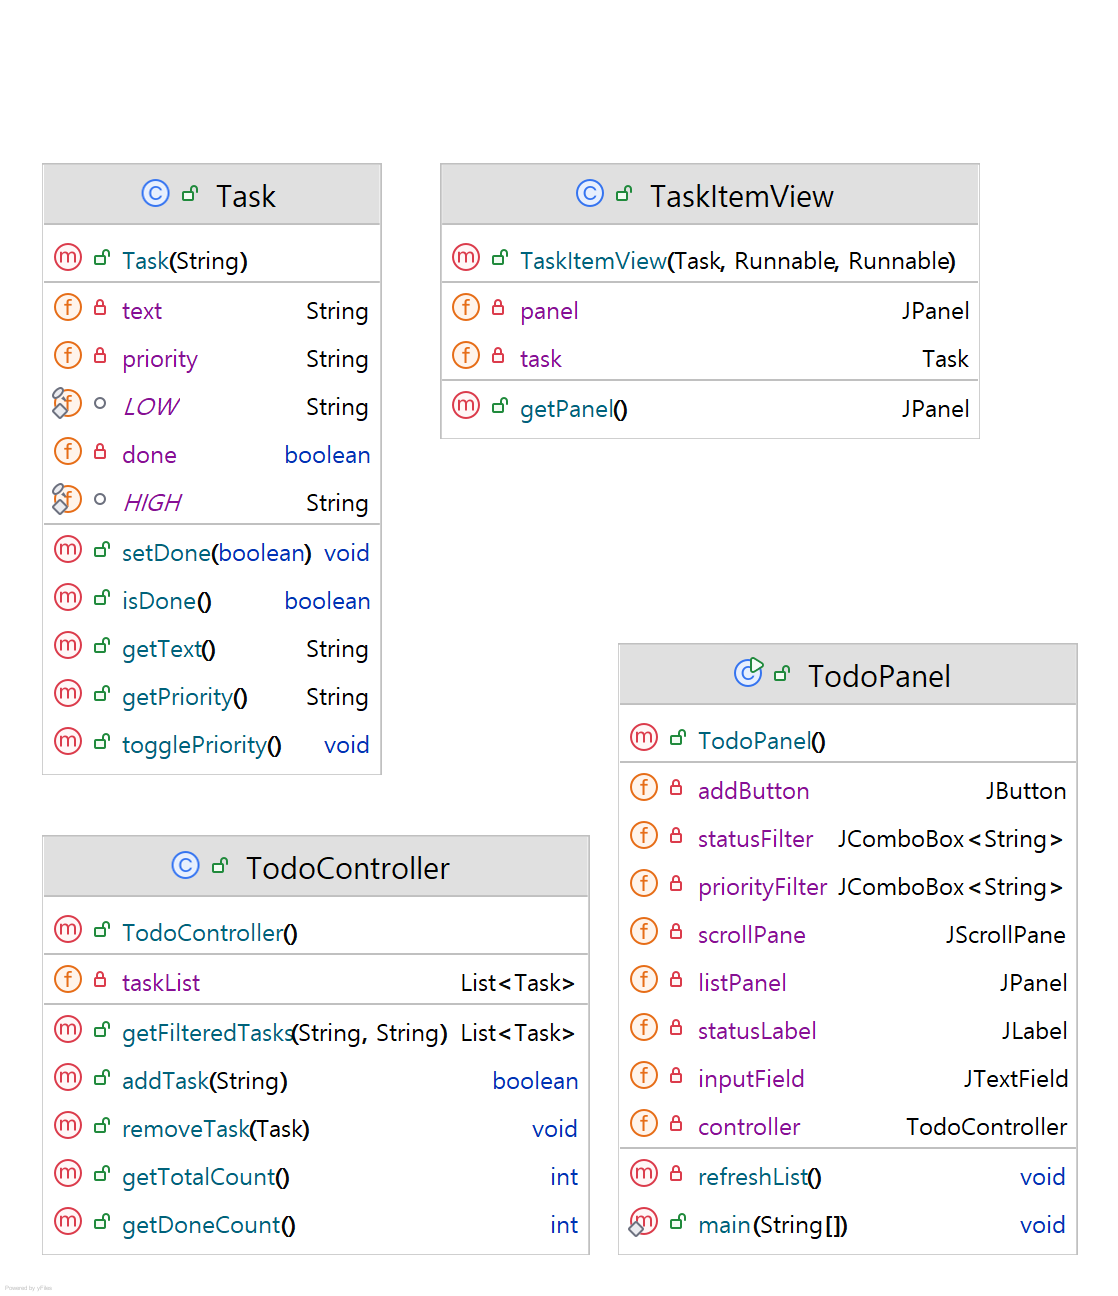 Task
Task(String)
text String
priority String
LOW String
done boolean
HIGH String
setDone(boolean) void
isDone() boolean
getText() String
getPriority() String
togglePriority() void
TaskItemView
TaskItemView(Task, Runnable, Runnable)
panel JPanel
task Task
getPanel() JPanel
TodoController
TodoController()
taskList List<Task>
getFilteredTasks(String, String) List<Task>
addTask(String) boolean
removeTask(Task) void
getTotalCount() int
getDoneCount() int
TodoPanel
TodoPanel()
addButton JButton
statusFilter JComboBox<String>
priorityFilter JComboBox<String>
scrollPane JScrollPane
listPanel JPanel
statusLabel JLabel
inputField JTextField
controller TodoController
refreshList() void
main(String[]) void
Powered by yFiles